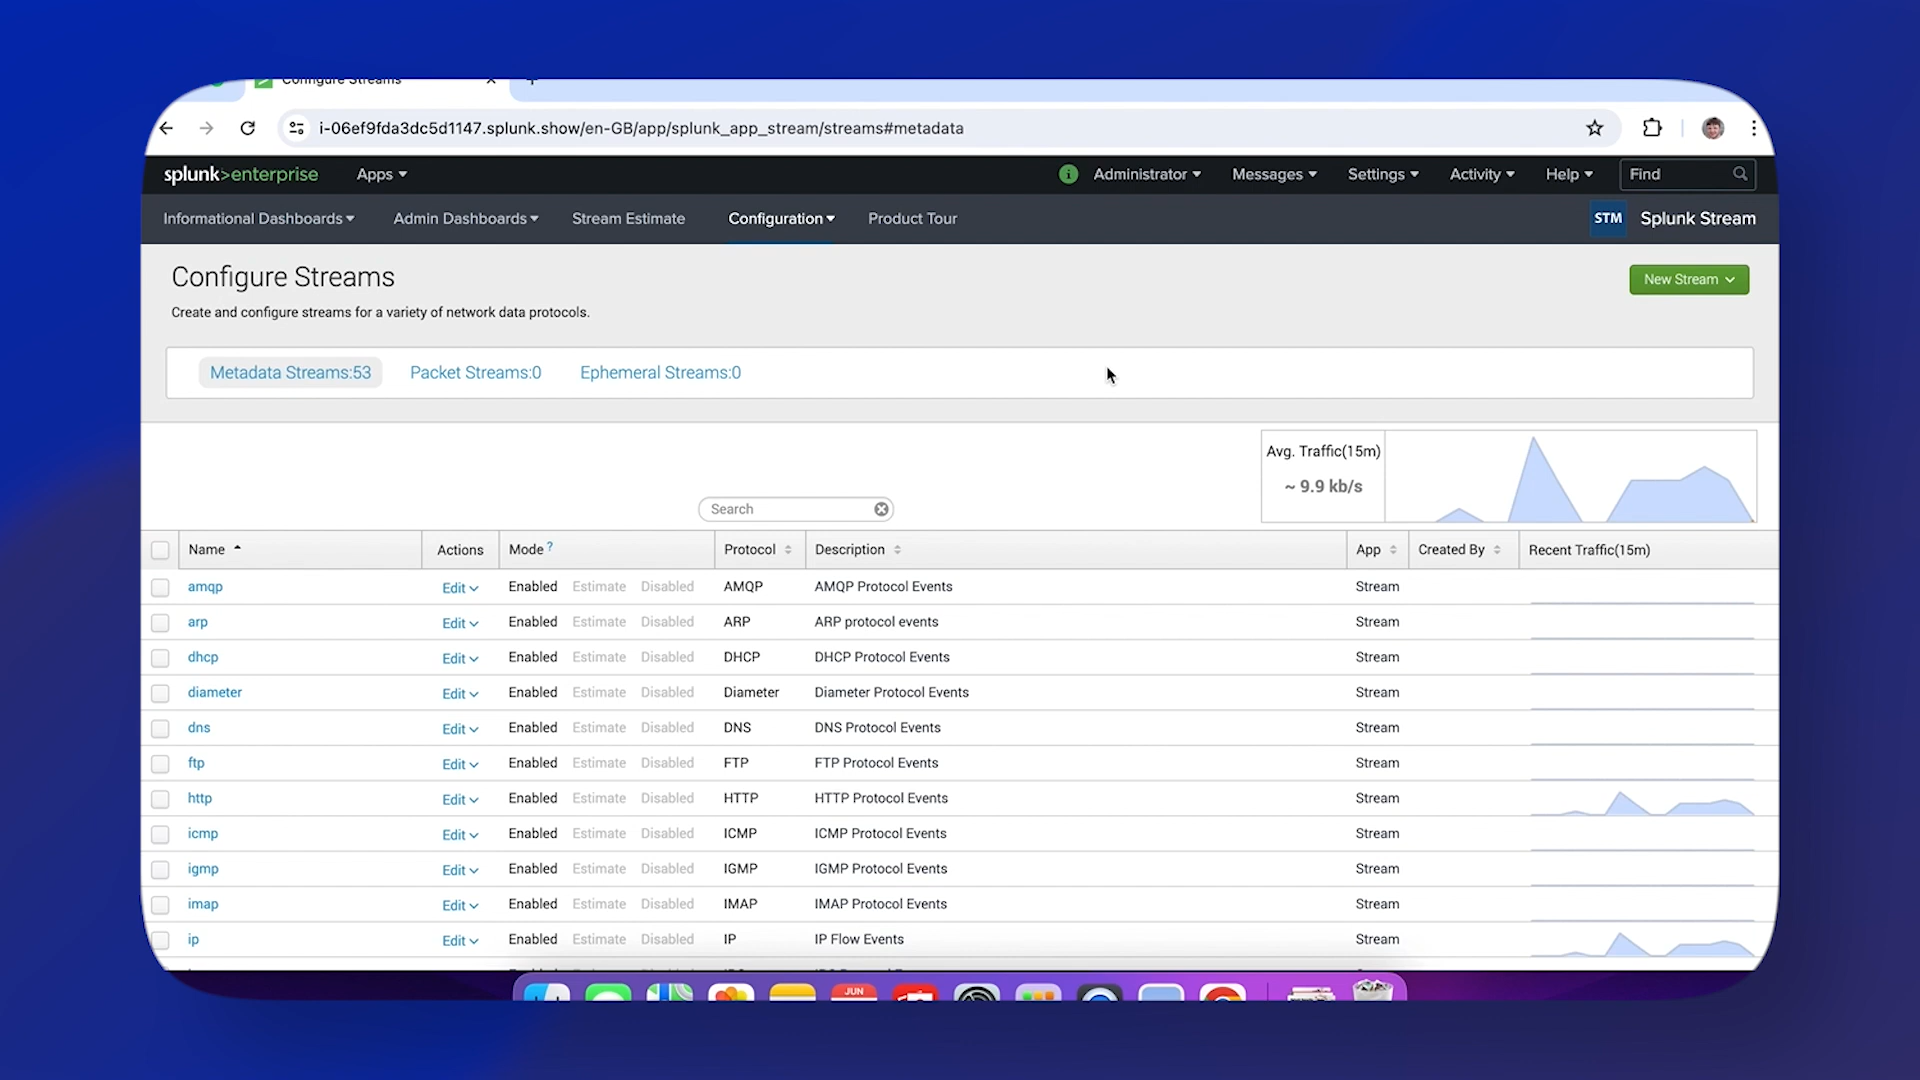 Configure Streams
i-06ef9fda3dc5d1147.splunk.show/en-GB/app/splunk_app_stream/streams#metadata
splunk>enterprise Apps Administrator Messages Settings Activity Help Find
Informational Dashboards Admin Dashboards Stream Estimate Configuration Product Tour STM Splunk Stream
Configure Streams
New Stream
Create and configure streams for a variety of network data protocols.
Metadata Streams:53 Packet Streams:0 Ephemeral Streams:0
Avg. Traffic(15m)
~ 9.9 kb/s
Search
Name Actions Mode? Protocol Description App Created By Recent Traffic(15m)
amqp Edit Enabled Estimate Disabled AMQP AMQP Protocol Events Stream
arp Edit Enabled Estimate Disabled ARP ARP protocol events Stream
dhcp Edit Enabled Estimate Disabled DHCP DHCP Protocol Events Stream
diameter Edit Enabled Estimate Disabled Diameter Diameter Protocol Events Stream
dns Edit Enabled Estimate Disabled DNS DNS Protocol Events Stream
ftp Edit Enabled Estimate Disabled FTP FTP Protocol Events Stream
http Edit Enabled Estimate Disabled HTTP HTTP Protocol Events Stream
icmp Edit Enabled Estimate Disabled ICMP ICMP Protocol Events Stream
igmp Edit Enabled Estimate Disabled IGMP IGMP Protocol Events Stream
imap Edit Enabled Estimate Disabled IMAP IMAP Protocol Events Stream
ip Edit Enabled Estimate Disabled IP IP Flow Events Stream
JUN